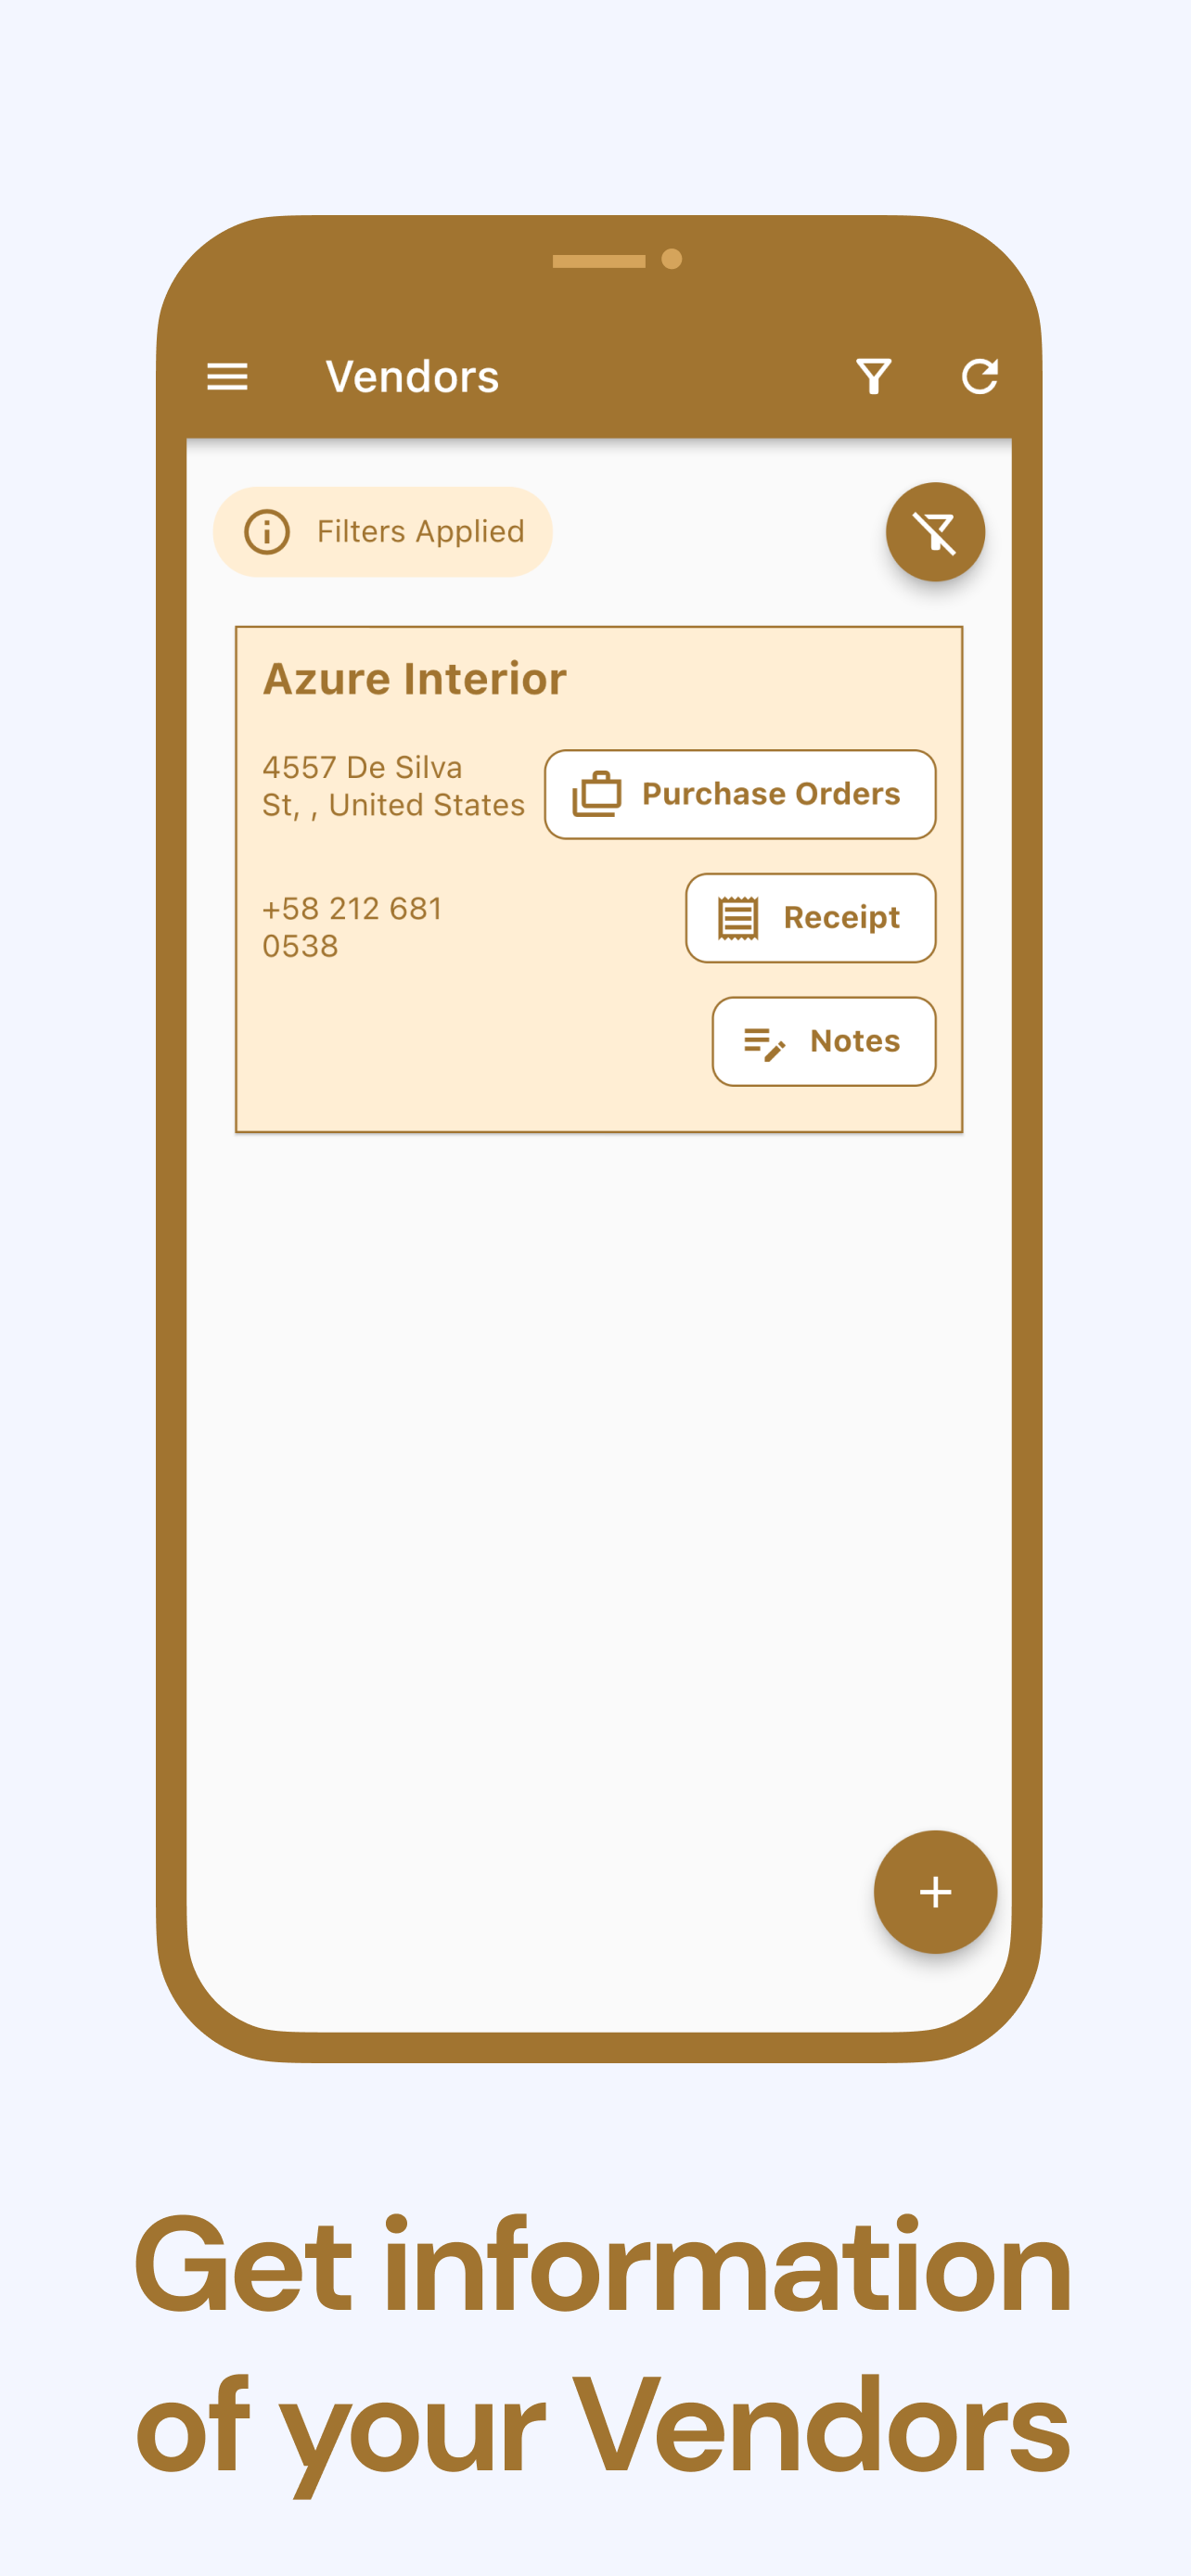 Vendors
Filters Applied
Azure Interior
4557 De Silva
St, , United States
Purchase Orders
+58 212 681
0538
Receipt
Notes
Get information
of your Vendors